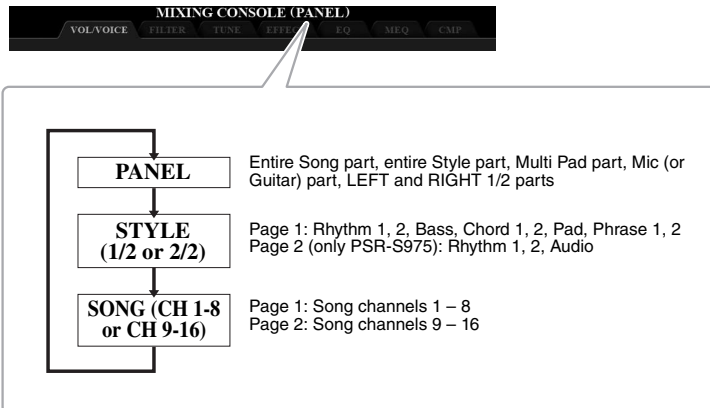 MIXING CONSOLE (PANEL)
VOL/VOICE FILTER TUNE EFFECT EQ MEQ CMP
PANEL
Entire Song part, entire Style part, Multi Pad part, Mic (or
Guitar) part, LEFT and RIGHT 1/2 parts
STYLE
(1/2 or 2/2)
Page 1: Rhythm 1, 2, Bass, Chord 1, 2, Pad, Phrase 1, 2
Page 2 (only PSR-S975): Rhythm 1, 2, Audio
SONG (CH 1-8
or CH 9-16)
Page 1: Song channels 1 – 8
Page 2: Song channels 9 – 16